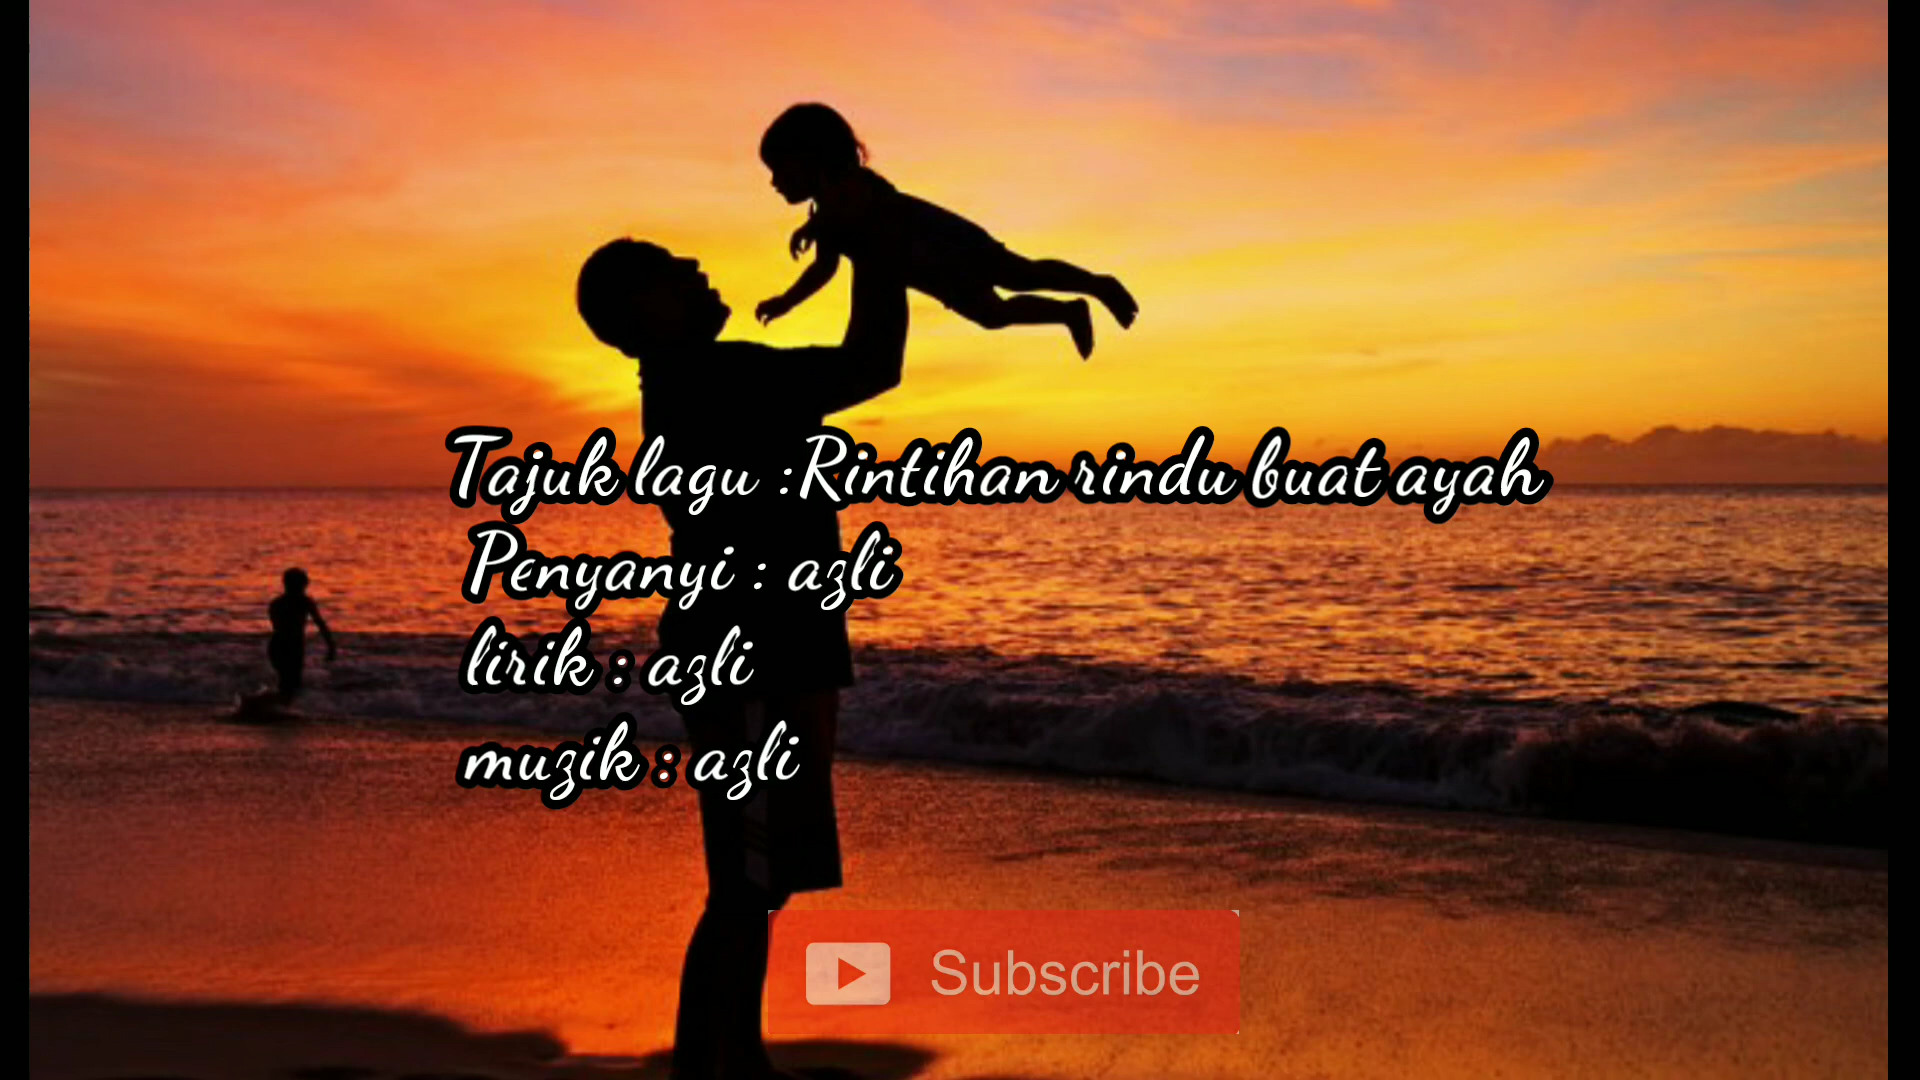 Tajuk lagu :Rintihan rindu buat ayah
Penyanyi : azli
lirik : azli
muzik : azli
Subscribe